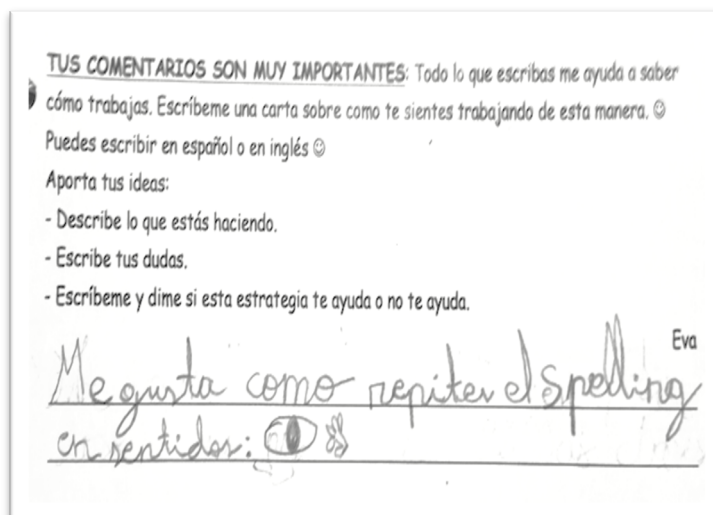 TUS COMENTARIOS SON MUY IMPORTANTES: Todo lo que escribas me ayuda a saber
cómo trabajas. Escríbeme una carta sobre como te sientes trabajando de esta manera. ☺
Puedes escribir en español o en inglés ☺
Aporta tus ideas:
- Describe lo que estás haciendo.
- Escribe tus dudas.
- Escríbeme y dime si esta estrategia te ayuda o no te ayuda.
Eva
Me gusta como repites el Spelling
en sentidos: